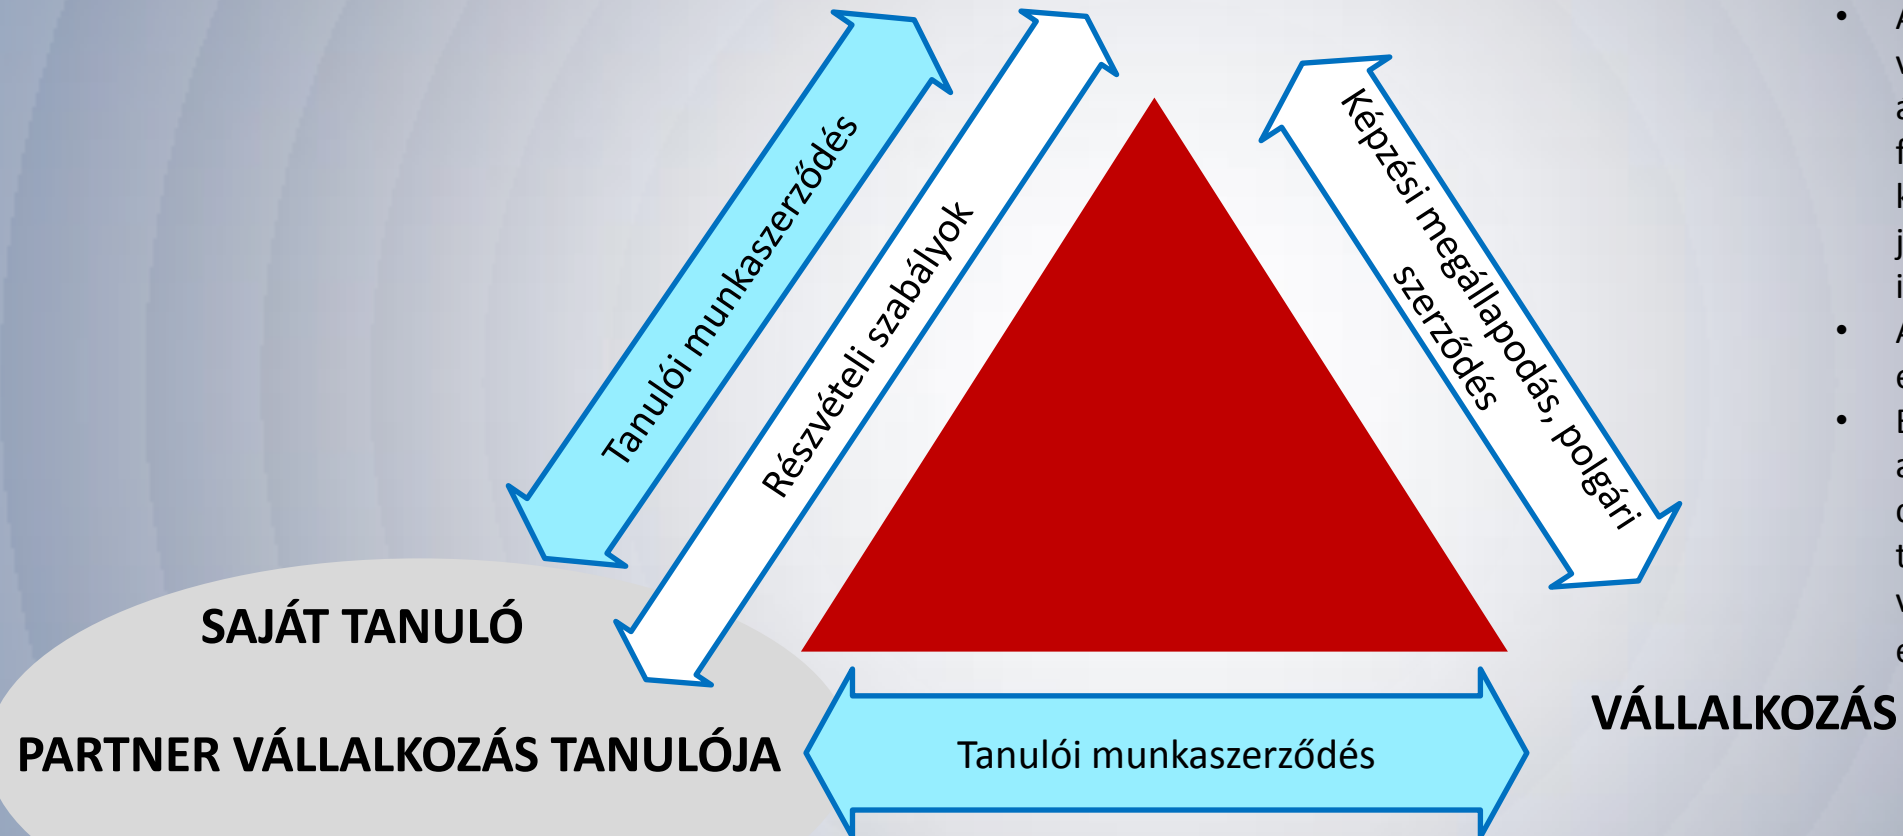 Tanulói munkaszerződés
Részvételi szabályok
Képzési megállapodás, polgári
szerződés
SAJÁT TANULÓ
PARTNER VÁLLALKOZÁS TANULÓJA
Tanulói munkaszerződés
VÁLLALKOZÁS